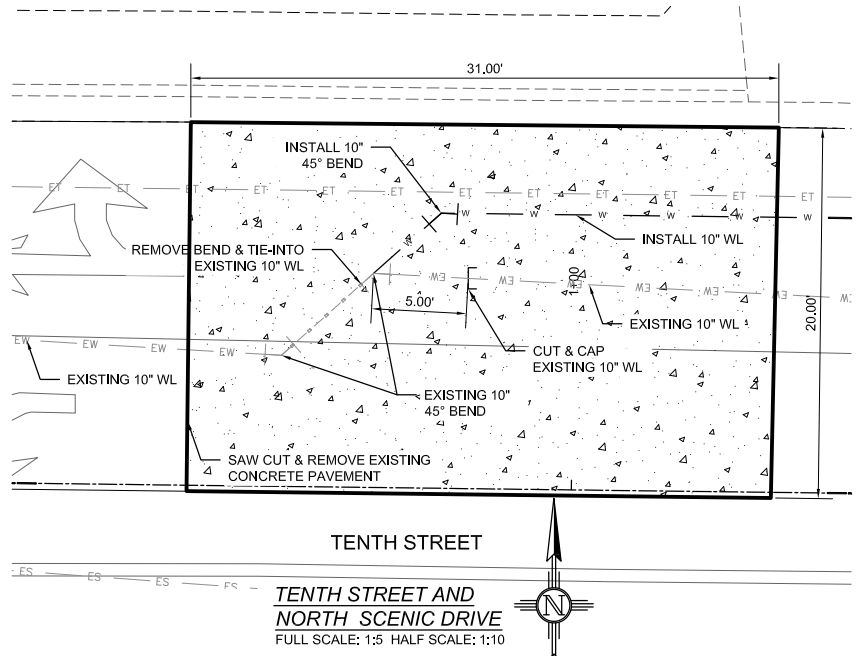 31.00'
INSTALL 10"
45° BEND
ET ET ET ET ET ET ET ET ET ET
W W W W W W
INSTALL 10" WL
REMOVE BEND & TIE-INTO
EXISTING 10" WL
W
EW EW EW EW EW
1+00
20.00'
5.00'
EXISTING 10" WL
EW EW EW EW
CUT & CAP
EXISTING 10" WL
EXISTING 10" WL
EXISTING 10"
45° BEND
SAW CUT & REMOVE EXISTING
CONCRETE PAVEMENT
TENTH STREET
ES ES ES ES
TENTH STREET AND
NORTH SCENIC DRIVE
FULL SCALE: 1:5 HALF SCALE: 1:10
N